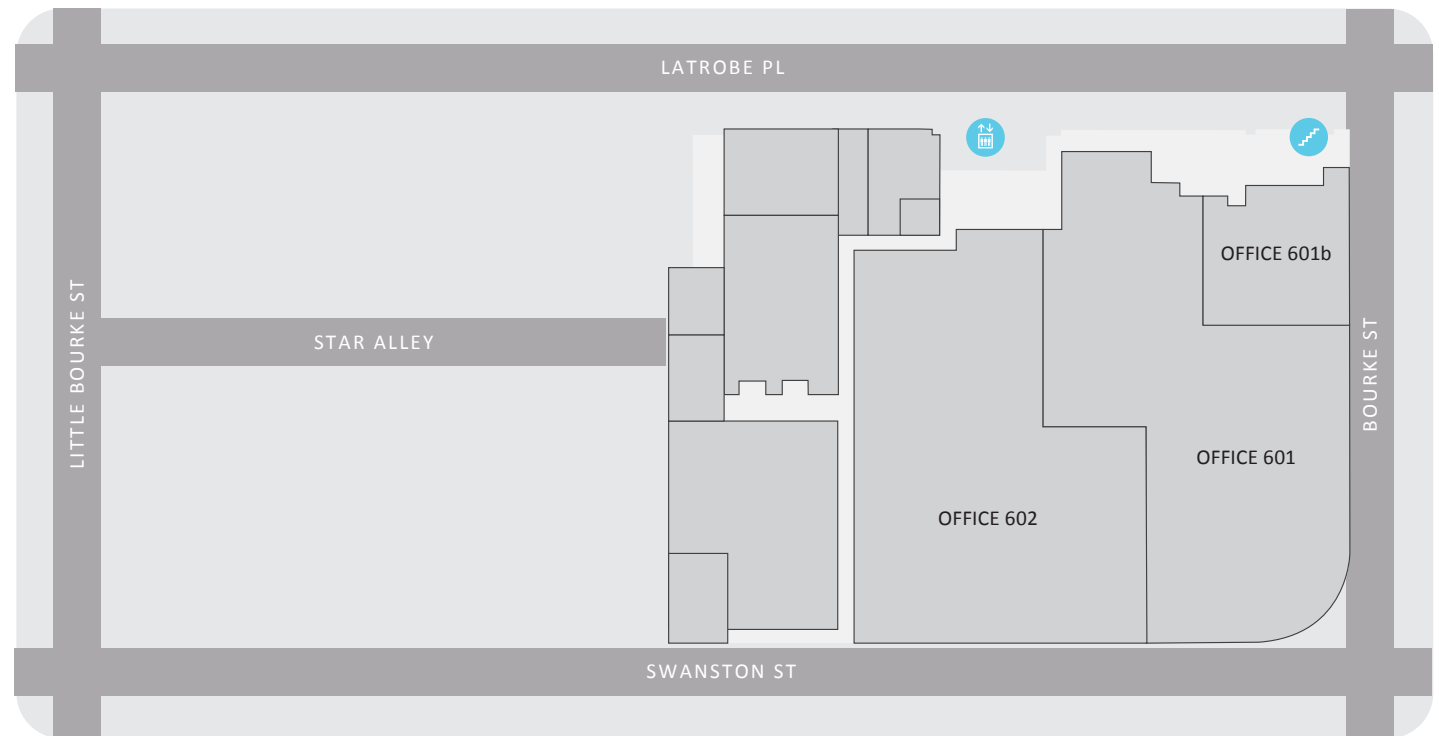 LATROBE PL
OFFICE 601b
LITTLE BOURKE ST
STAR ALLEY
BOURKE ST
OFFICE 601
OFFICE 602
SWANSTON ST